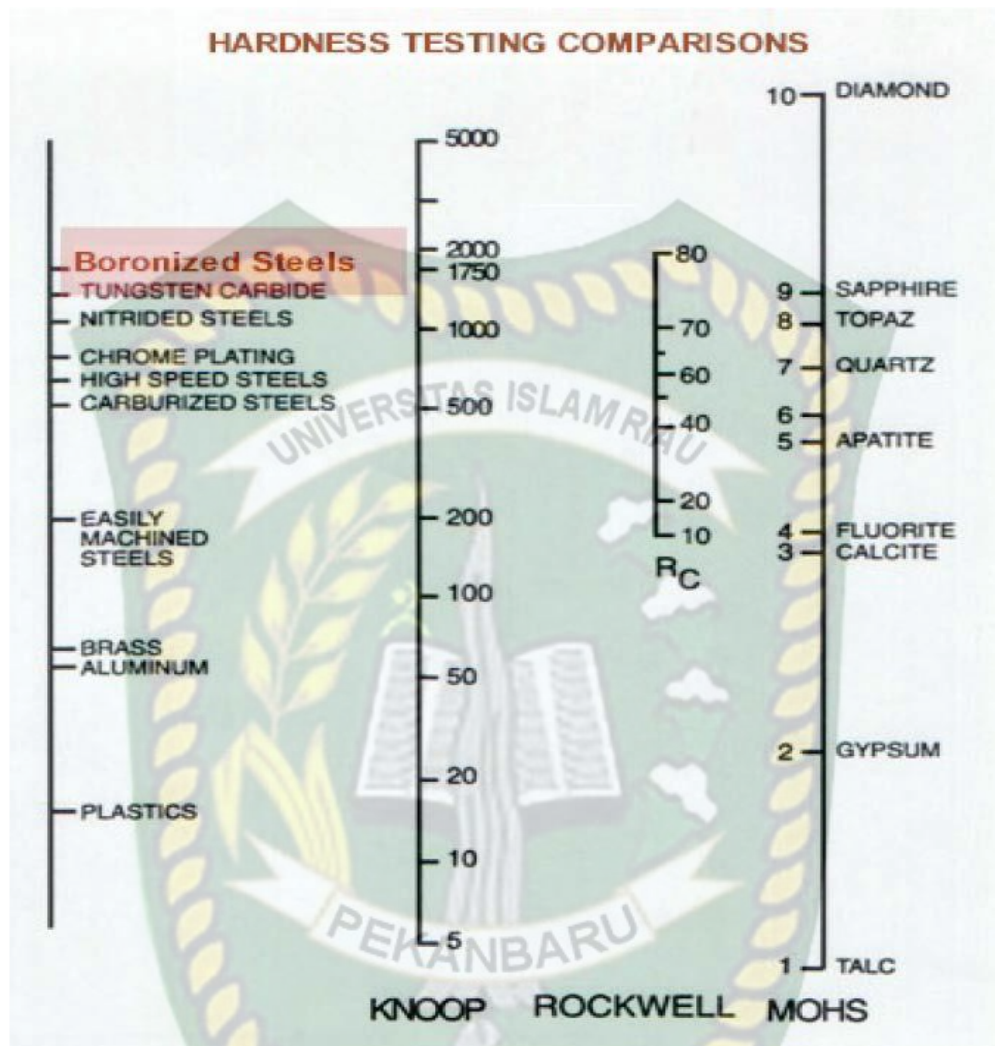 HARDNESS TESTING COMPARISONS
Boronized Steels
TUNGSTEN CARBIDE
NITRIDED STEELS
CHROME PLATING
HIGH SPEED STEELS
CARBURIZED STEELS
EASILY
MACHINED
STEELS
BRASS
ALUMINUM
PLASTICS
5000
2000
1750
1000
500
200
100
50
20
10
5
KNOOP
80
70
60
40
20
10
RC
ROCKWELL
10 DIAMOND
9 SAPPHIRE
8 TOPAZ
7 QUARTZ
6
5 APATITE
4 FLUORITE
3 CALCITE
2 GYPSUM
1 TALC
MOHS
UNIVERSITAS ISLAM RIAU
PEKANBARU